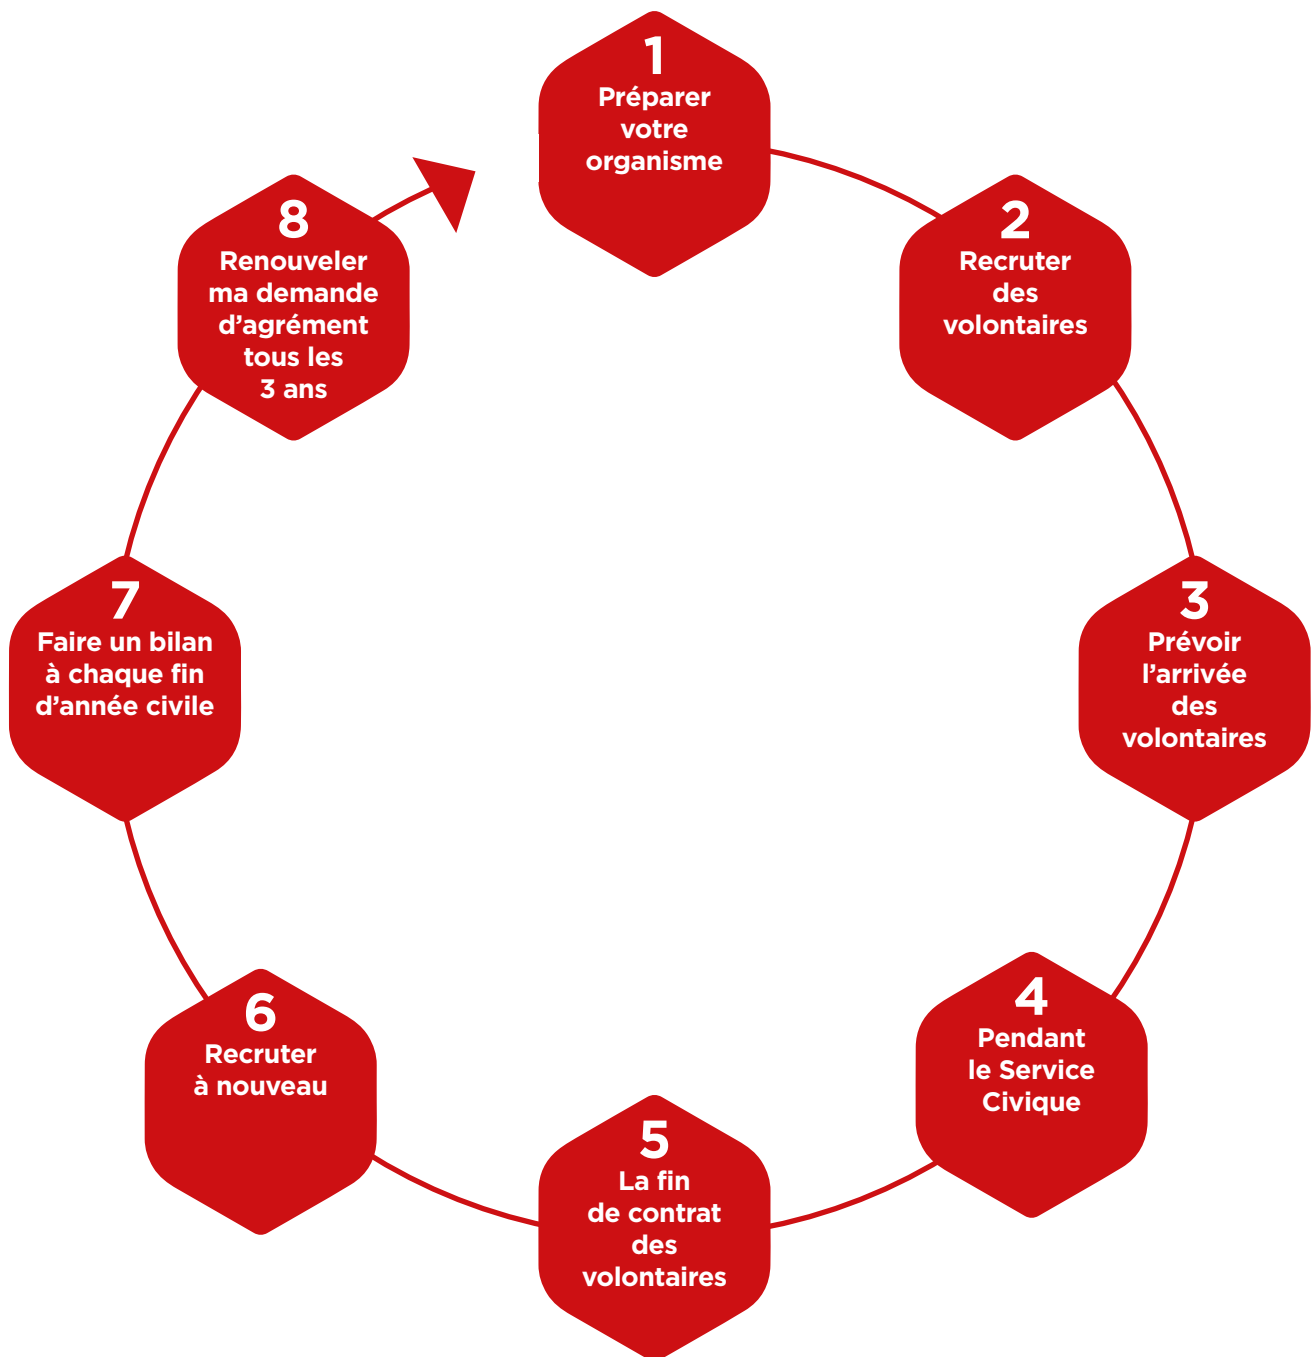 1
Préparer
votre
organisme
2
Recruter
des
volontaires
3
Prévoir
l’arrivée
des
volontaires
4
Pendant
le Service
Civique
5
La fin
de contrat
des
volontaires
6
Recruter
à nouveau
7
Faire un bilan
à chaque fin
d’année civile
8
Renouveler
ma demande
d’agrément
tous les
3 ans